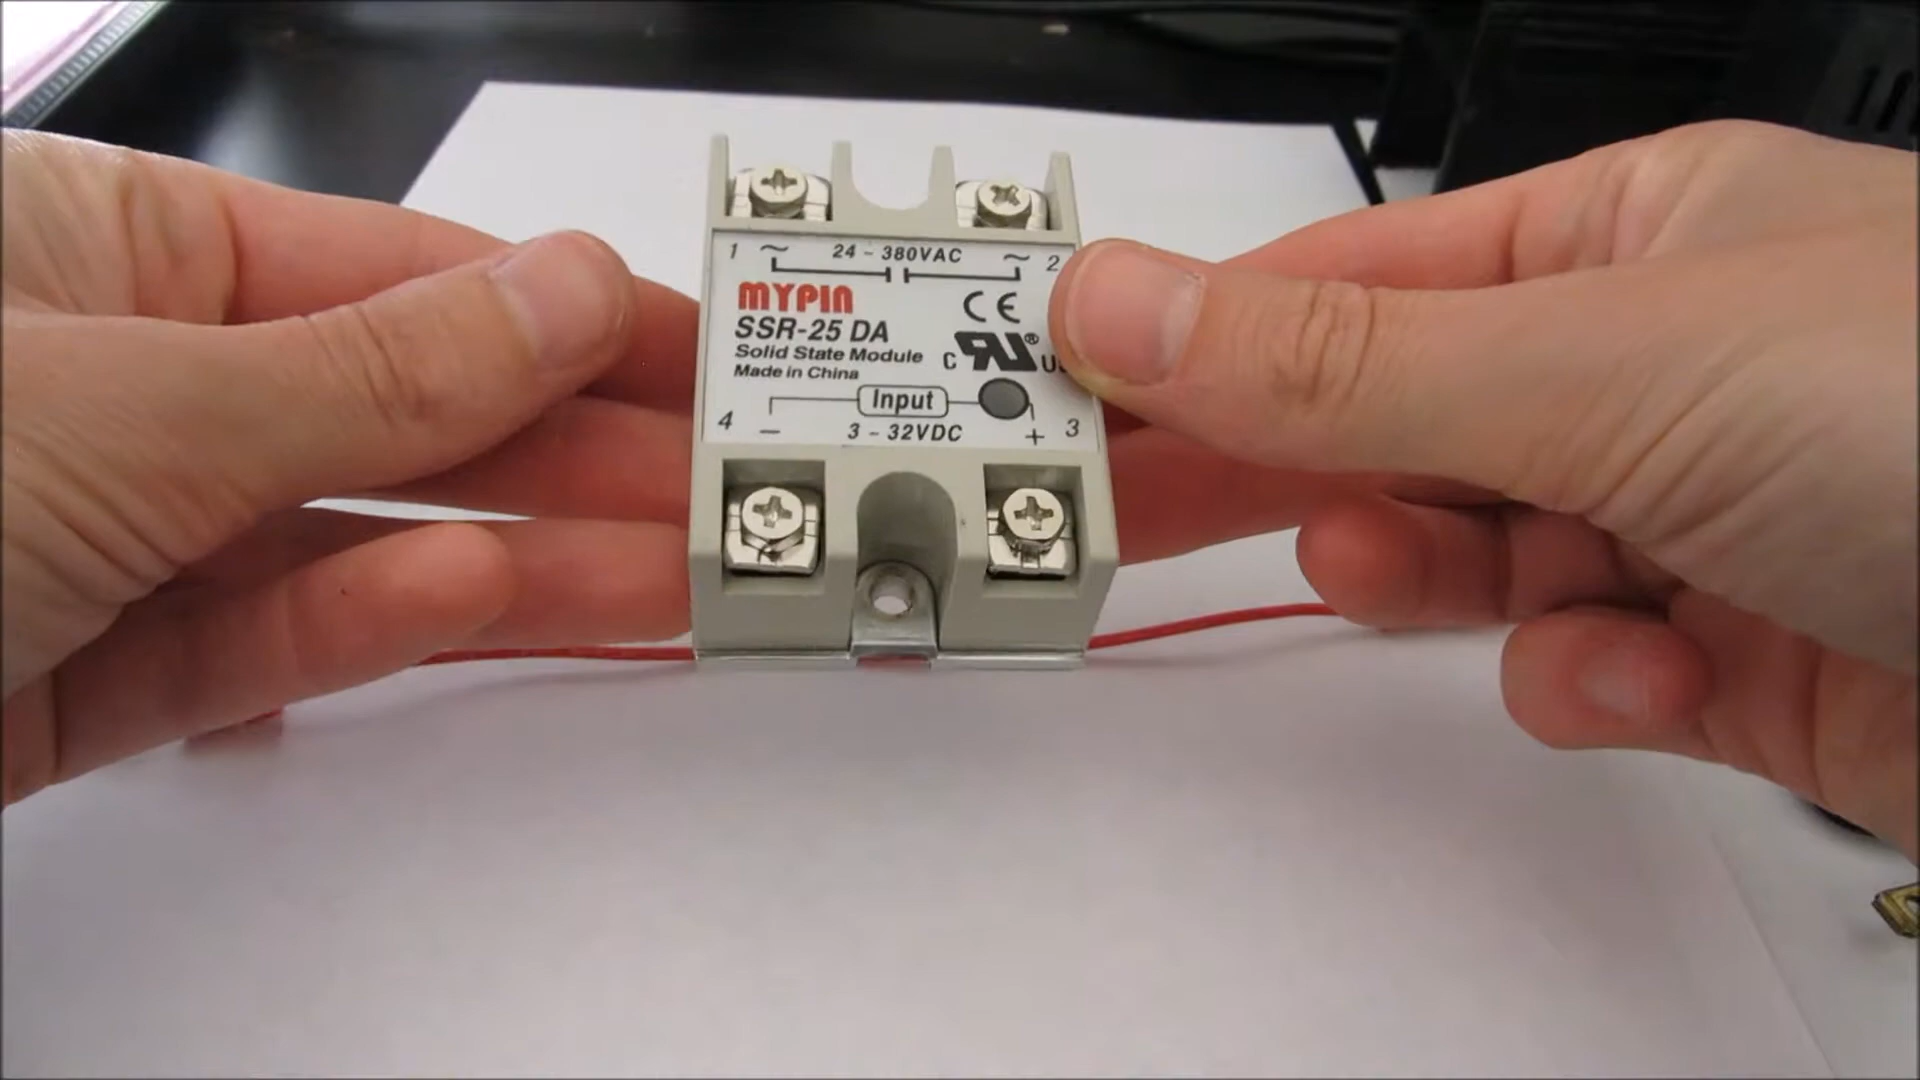 1 ~ 24 ~ 380VAC ~ 2
MYPIN
CE
SSR-25 DA
Solid State Module
C RU® U
Made in China
Input
4 – 3 – 32VDC + 3